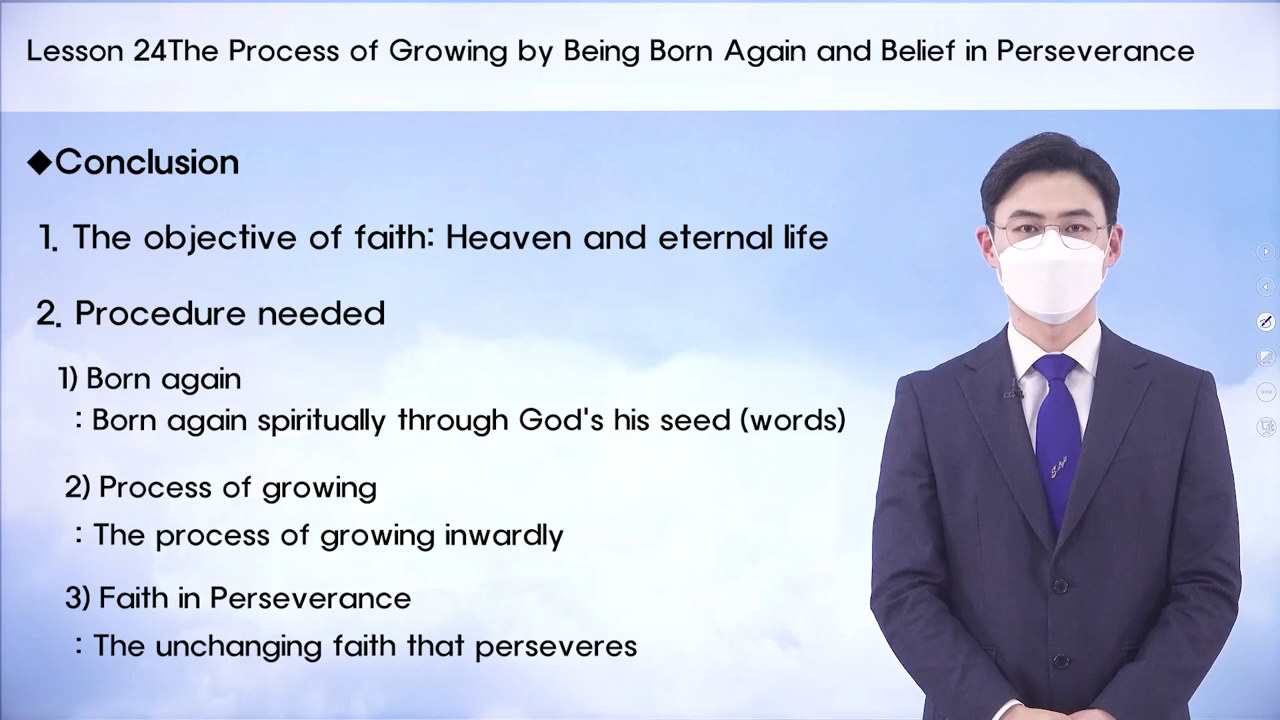 Lesson 24The Process of Growing by Being Born Again and Belief in Perseverance
◆Conclusion
1. The objective of faith: Heaven and eternal life
2. Procedure needed
1) Born again
: Born again spiritually through God's his seed (words)
2) Process of growing
: The process of growing inwardly
3) Faith in Perseverance
: The unchanging faith that perseveres